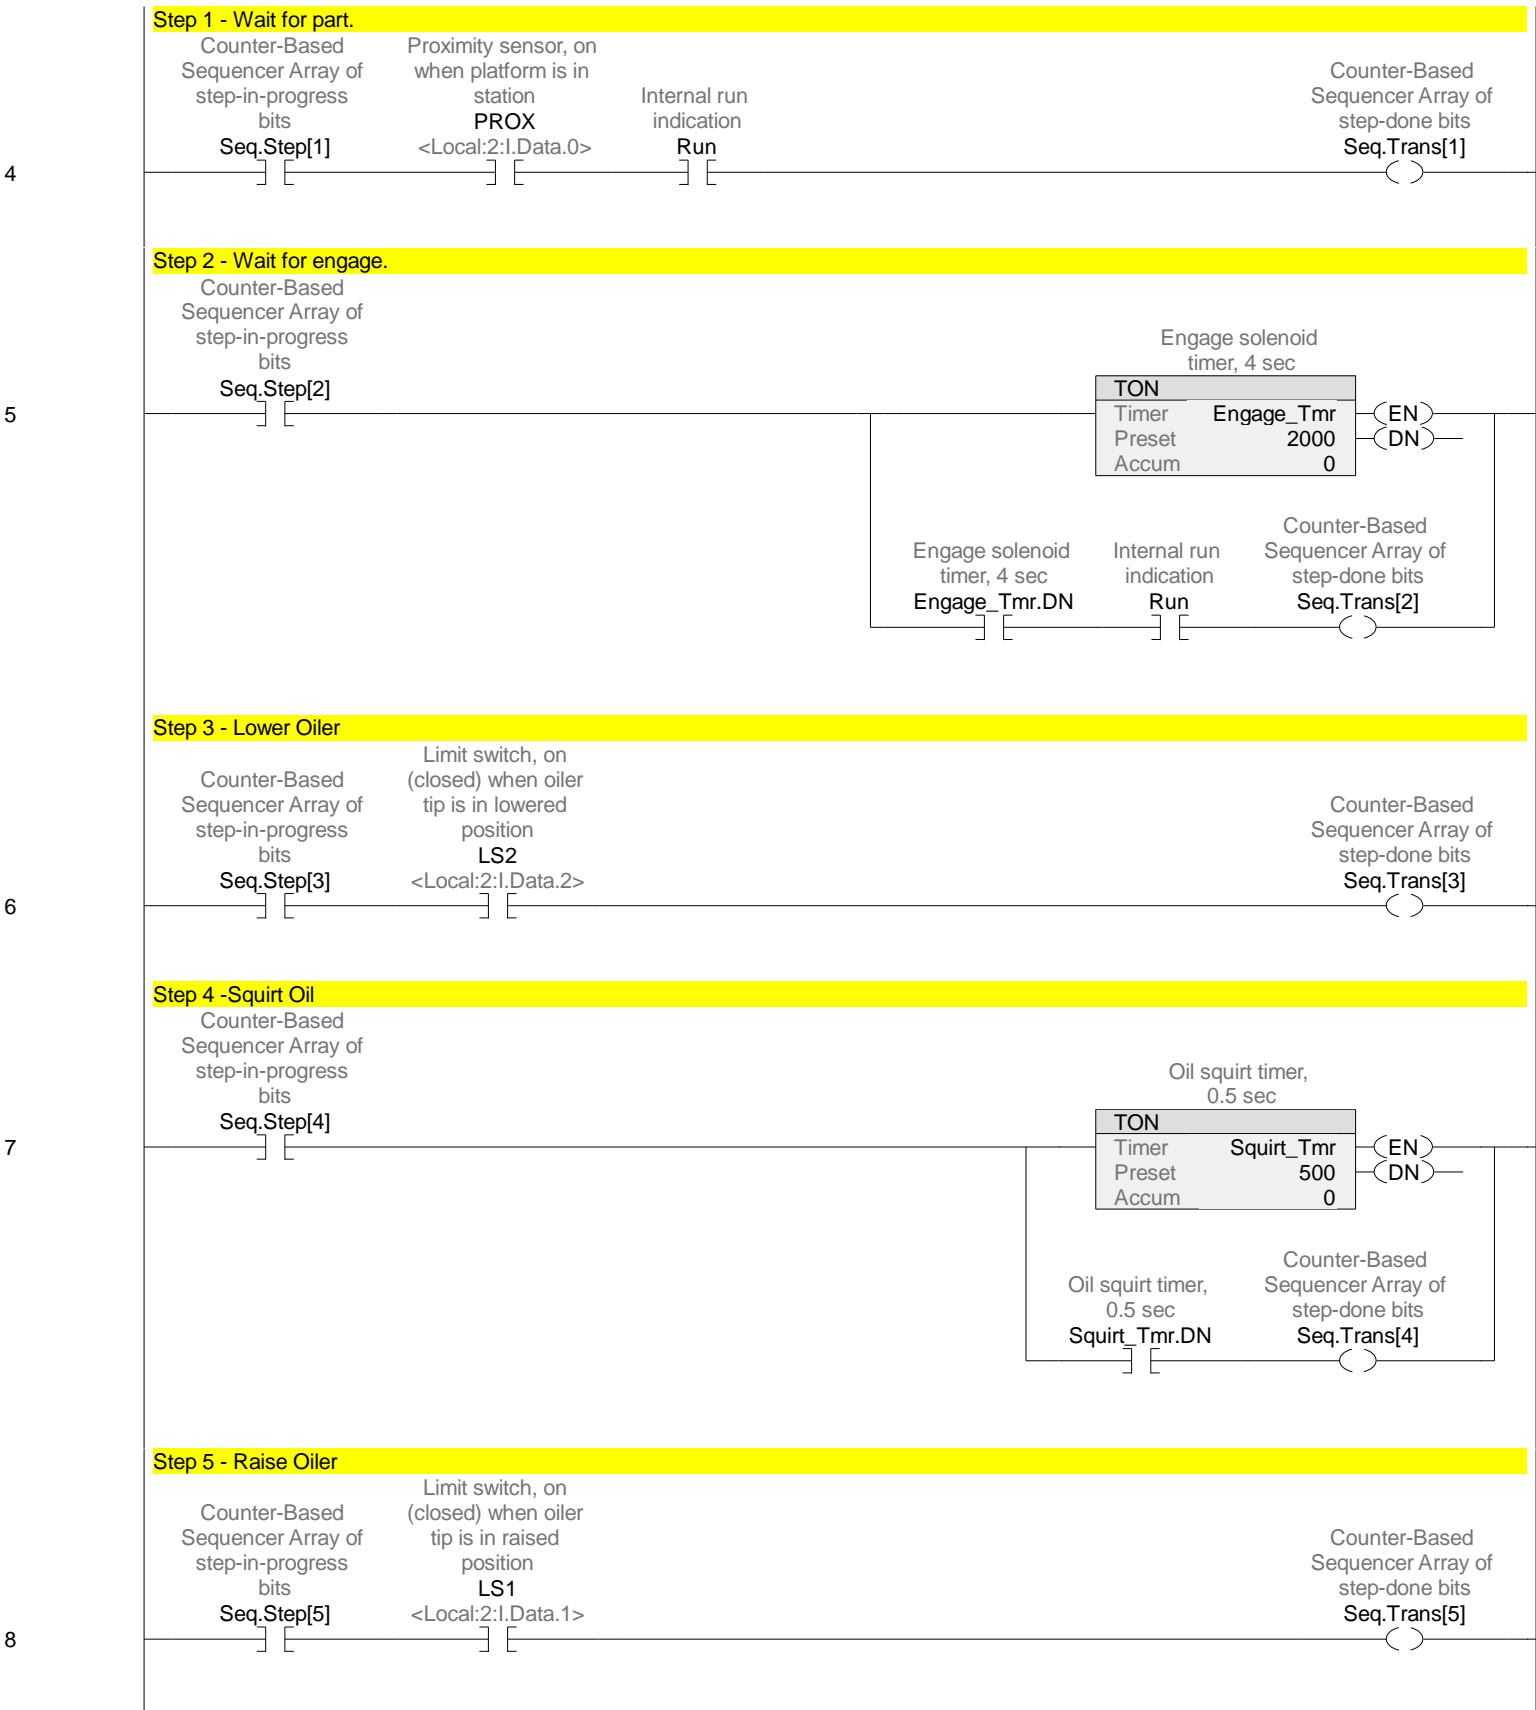 Step 1 - Wait for part.
Counter-Based
Sequencer Array of
step-in-progress
bits
Seq.Step[1]
Proximity sensor, on
when platform is in
station
PROX
<Local:2:I.Data.0>
Internal run
indication
Run
Counter-Based
Sequencer Array of
step-done bits
Seq.Trans[1]
4
Step 2 - Wait for engage.
Counter-Based
Sequencer Array of
step-in-progress
bits
Seq.Step[2]
Engage solenoid
timer, 4 sec
TON
Timer Engage_Tmr
Preset 2000
Accum 0
EN
DN
5
Engage solenoid
timer, 4 sec
Engage_Tmr.DN
Internal run
indication
Run
Counter-Based
Sequencer Array of
step-done bits
Seq.Trans[2]
Step 3 - Lower Oiler
Counter-Based
Sequencer Array of
step-in-progress
bits
Seq.Step[3]
Limit switch, on
(closed) when oiler
tip is in lowered
position
LS2
<Local:2:I.Data.2>
Counter-Based
Sequencer Array of
step-done bits
Seq.Trans[3]
6
Step 4 -Squirt Oil
Counter-Based
Sequencer Array of
step-in-progress
bits
Seq.Step[4]
Oil squirt timer,
0.5 sec
TON
Timer Squirt_Tmr
Preset 500
Accum 0
EN
DN
7
Oil squirt timer,
0.5 sec
Squirt_Tmr.DN
Counter-Based
Sequencer Array of
step-done bits
Seq.Trans[4]
Step 5 - Raise Oiler
Counter-Based
Sequencer Array of
step-in-progress
bits
Seq.Step[5]
Limit switch, on
(closed) when oiler
tip is in raised
position
LS1
<Local:2:I.Data.1>
Counter-Based
Sequencer Array of
step-done bits
Seq.Trans[5]
8